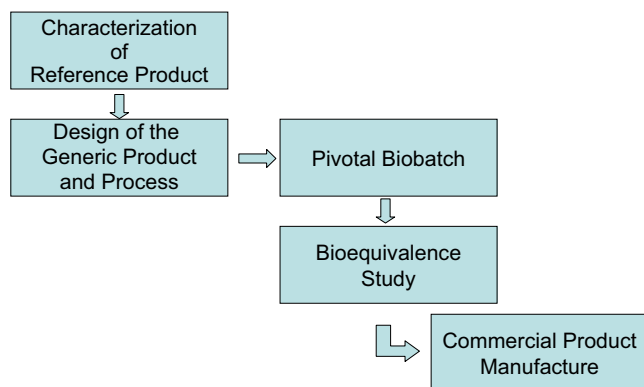 Characterization
of
Reference Product
Design of the
Generic Product
and Process
Pivotal Biobatch
Bioequivalence
Study
Commercial Product
Manufacture